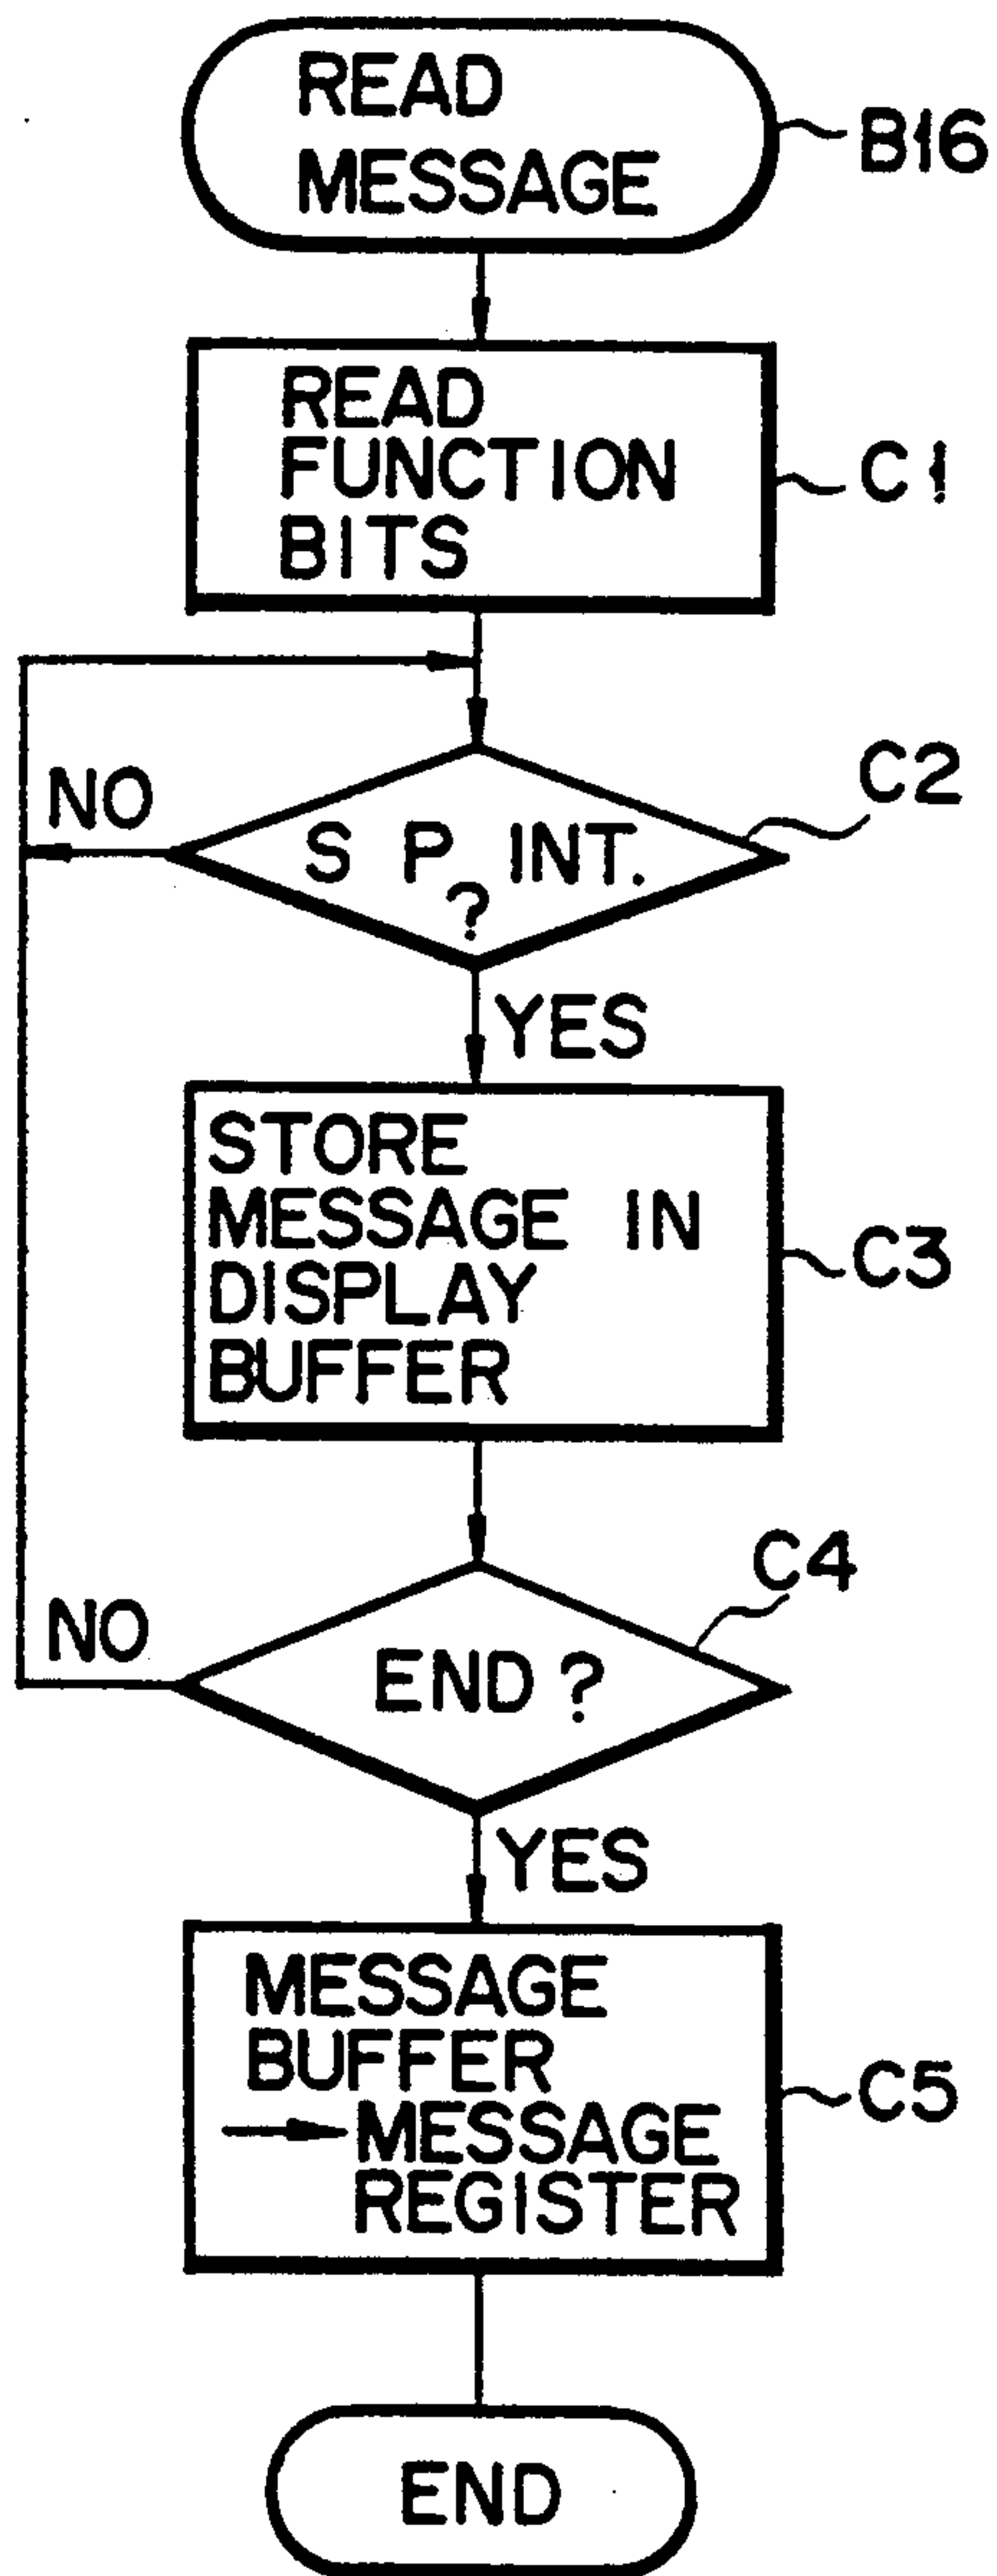 READ
MESSAGE
B16
READ
FUNCTION
BITS
C1
NO
C2
S P INT.
?
YES
STORE
MESSAGE IN
DISPLAY
BUFFER
C3
C4
NO
END ?
YES
MESSAGE
BUFFER
→ MESSAGE
REGISTER
C5
END